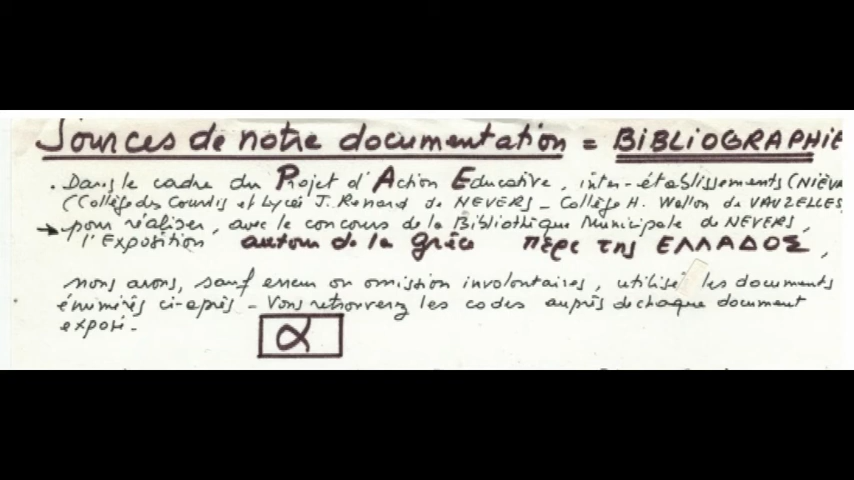 Sources de notre documentation = BiBLiOGRAPHiE
. Dans le cadre du Projet d'Action Educative, inter-établissements (NiÈV
(Collège des Courlis et Lycée J. Renard de NEVERS - Collège H. Wallon de VAUZELLES
→ pour réaliser, avec le concours de la Bibliothèque Municipale de NEVERS,
l'Exposition autour de la Grèce περε της ΕΛΛΑΔΟΣ,
nous avons, sauf erreur ou omission involontaires, utilisé les documents
énumérés ci-après - Vous retrouverez les codes auprès de chaque document
exposé.
α